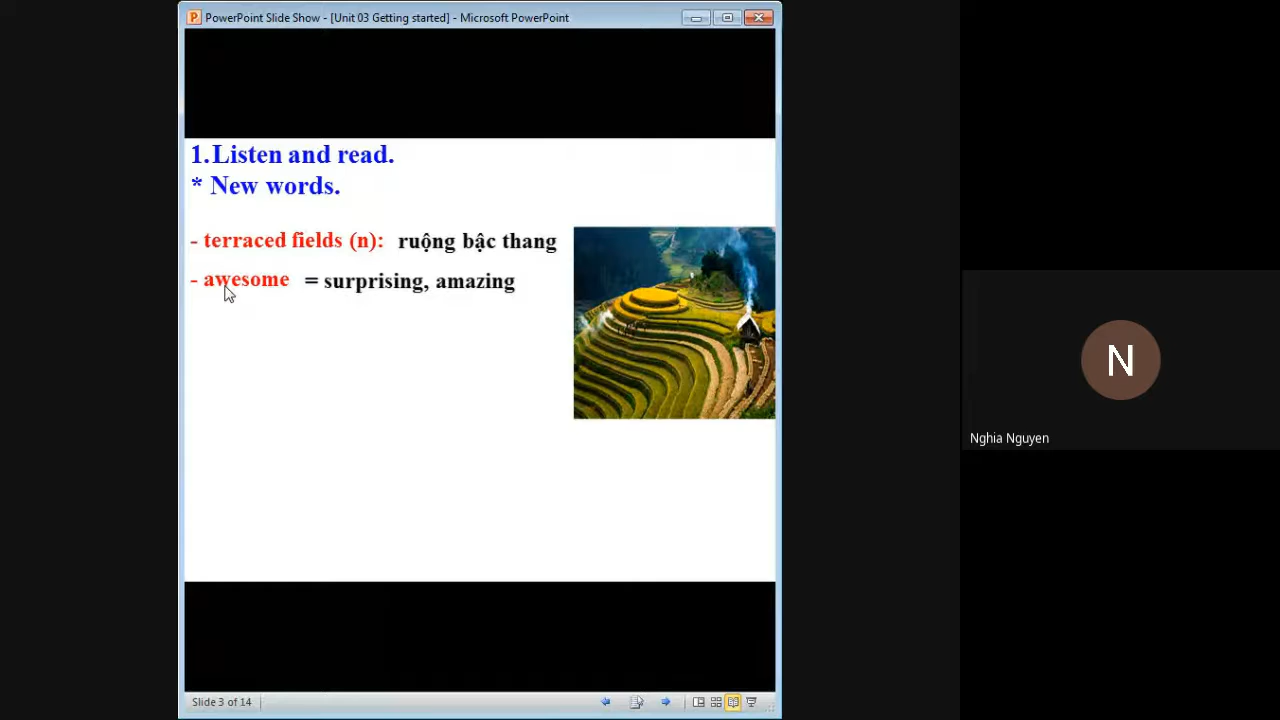 PowerPoint Slide Show - [Unit 03 Getting started] - Microsoft PowerPoint
1.Listen and read.
* New words.
- terraced fields (n): ruộng bậc thang
- awesome = surprising, amazing
N
Nghia Nguyen
Slide 3 of 14